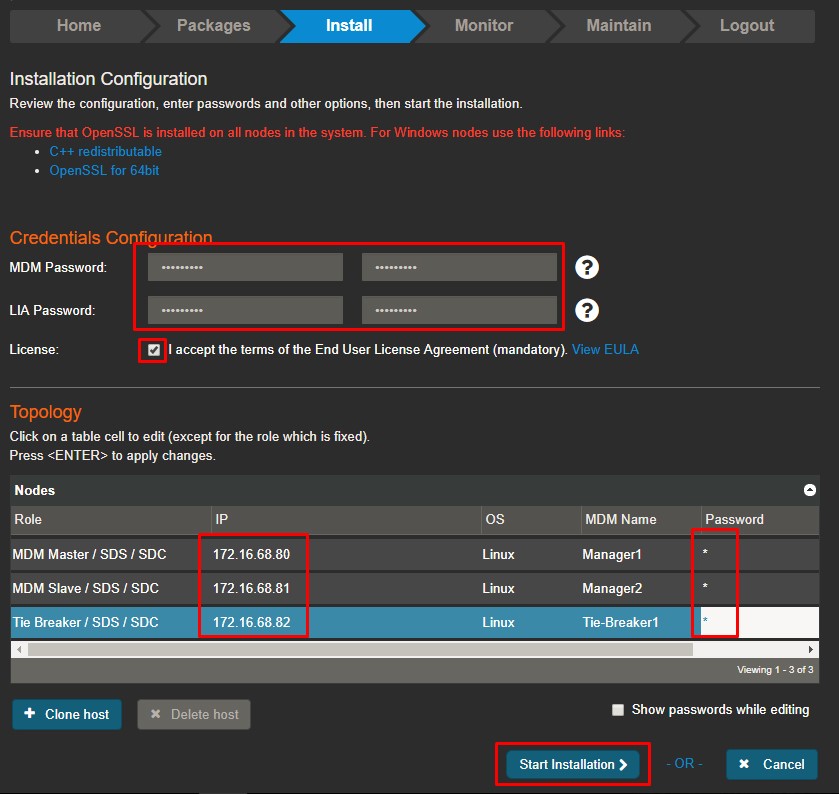 Home Packages Install Monitor Maintain Logout
Installation Configuration
Review the configuration, enter passwords and other options, then start the installation.
Ensure that OpenSSL is installed on all nodes in the system. For Windows nodes use the following links:
• C++ redistributable
• OpenSSL for 64bit
Credentials Configuration
MDM Password: ••••••••• ••••••••• ?
LIA Password: ••••••••• ••••••••• ?
License: I accept the terms of the End User License Agreement (mandatory). View EULA
Topology
Click on a table cell to edit (except for the role which is fixed).
Press <ENTER> to apply changes.
Nodes
Role IP OS MDM Name Password
MDM Master / SDS / SDC 172.16.68.80 Linux Manager1 *
MDM Slave / SDS / SDC 172.16.68.81 Linux Manager2 *
Tie Breaker / SDS / SDC 172.16.68.82 Linux Tie-Breaker1 *
Viewing 1 - 3 of 3
Clone host Delete host Show passwords while editing
Start Installation - OR - Cancel